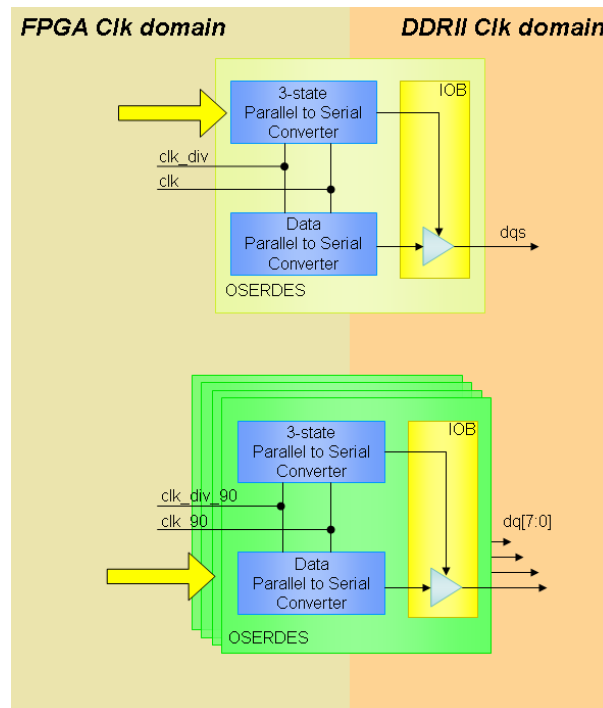 FPGA Clk domain
DDRII Clk domain
3-state
Parallel to Serial
Converter
IOB
clk_div
clk
Data
Parallel to Serial
Converter
dqs
OSERDES
3-state
Parallel to Serial
Converter
IOB
clk_div_90
clk_90
dq[7:0]
Data
Parallel to Serial
Converter
OSERDES